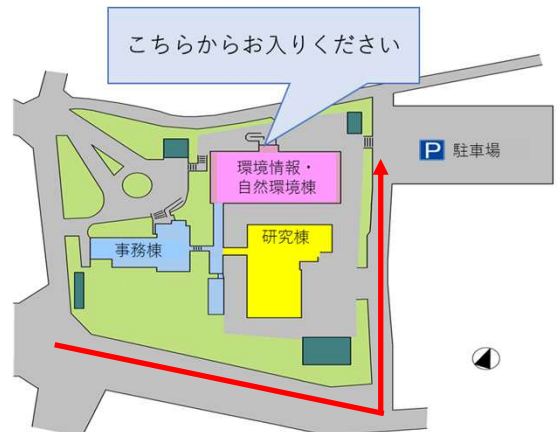 こちらからお入りください
P 駐車場
環境情報・
自然環境棟
研究棟
事務棟